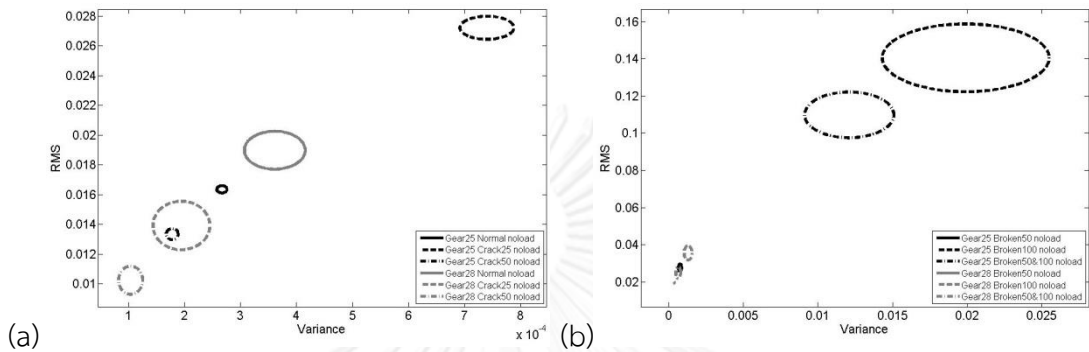 0.028
0.026
0.024
0.022
0.02
0.018
0.016
0.014
0.012
0.01
RMS
Gear25 Normal noload
Gear25 Crack25 noload
Gear25 Crack50 noload
Gear28 Normal noload
Gear28 Crack25 noload
Gear28 Crack50 noload
1 2 3 4 5 6 7 8
Variance
x 10⁻⁴
(a)
0.16
0.14
0.12
0.1
0.08
0.06
0.04
0.02
RMS
Gear25 Broken50 noload
Gear25 Broken100 noload
Gear25 Broken50&100 noload
Gear28 Broken50 noload
Gear28 Broken100 noload
Gear28 Broken50&100 noload
0 0.005 0.01 0.015 0.02 0.025
Variance
(b)